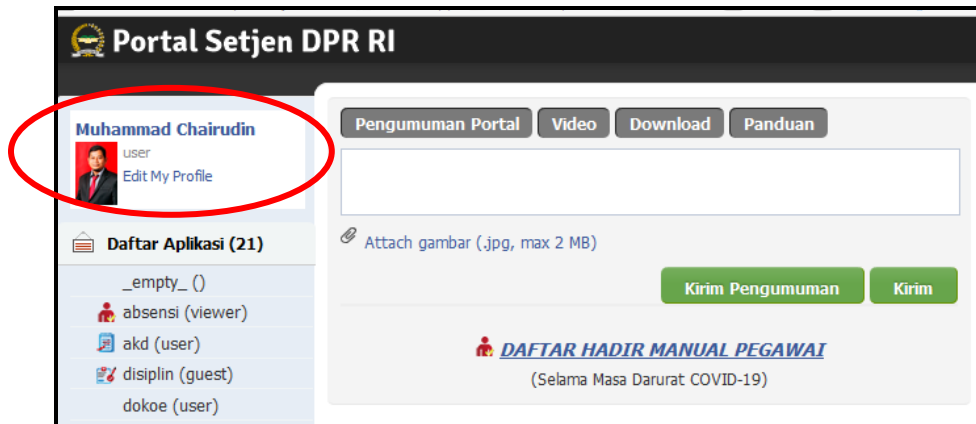 Portal Setjen DPR RI
Muhammad Chairudin
user
Edit My Profile
Daftar Aplikasi (21)
_empty_ ()
absensi (viewer)
akd (user)
disiplin (guest)
dokoe (user)
Pengumuman Portal Video Download Panduan
Attach gambar (.jpg, max 2 MB)
Kirim Pengumuman Kirim
DAFTAR HADIR MANUAL PEGAWAI
(Selama Masa Darurat COVID-19)